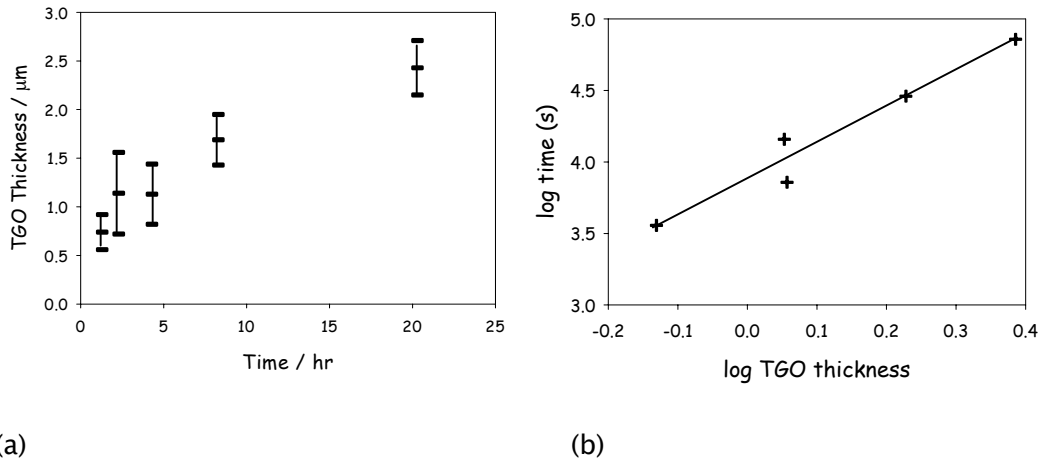 3.0
2.5
2.0
1.5
1.0
0.5
0.0
TGO Thickness / μm
0 5 10 15 20 25
Time / hr
5.0
4.5
4.0
3.5
3.0
log time (s)
-0.2 -0.1 0.0 0.1 0.2 0.3 0.4
log TGO thickness
(a) (b)